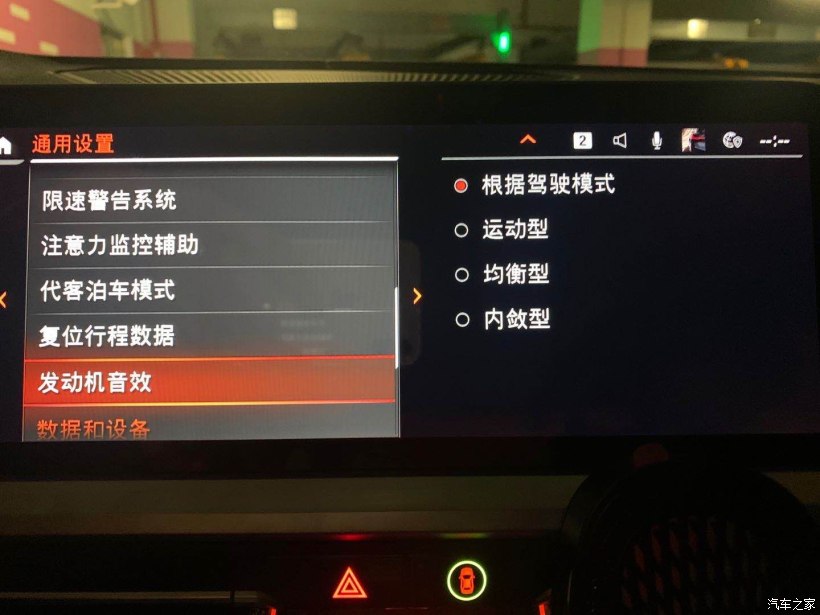 通用设置
2
--:--
限速警告系统
注意力监控辅助
代客泊车模式
复位行程数据
发动机音效
数据和设备
根据驾驶模式
运动型
均衡型
内敛型
汽车之家